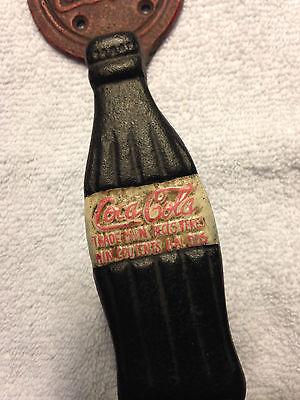 Coca-Cola
TRADE MARK REGISTERED
MIN. CONTENTS 6-FL. OZS.